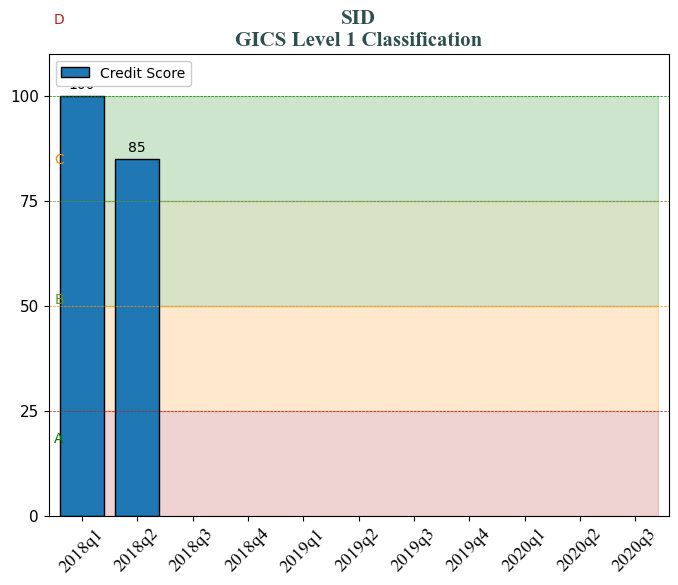 D
SID
GICS Level 1 Classification
Credit Score
100
100
C
85
75
B
50
25
A
0
2018q1
2018q2
2018q3
2018q4
2019q1
2019q2
2019q3
2019q4
2020q1
2020q2
2020q3